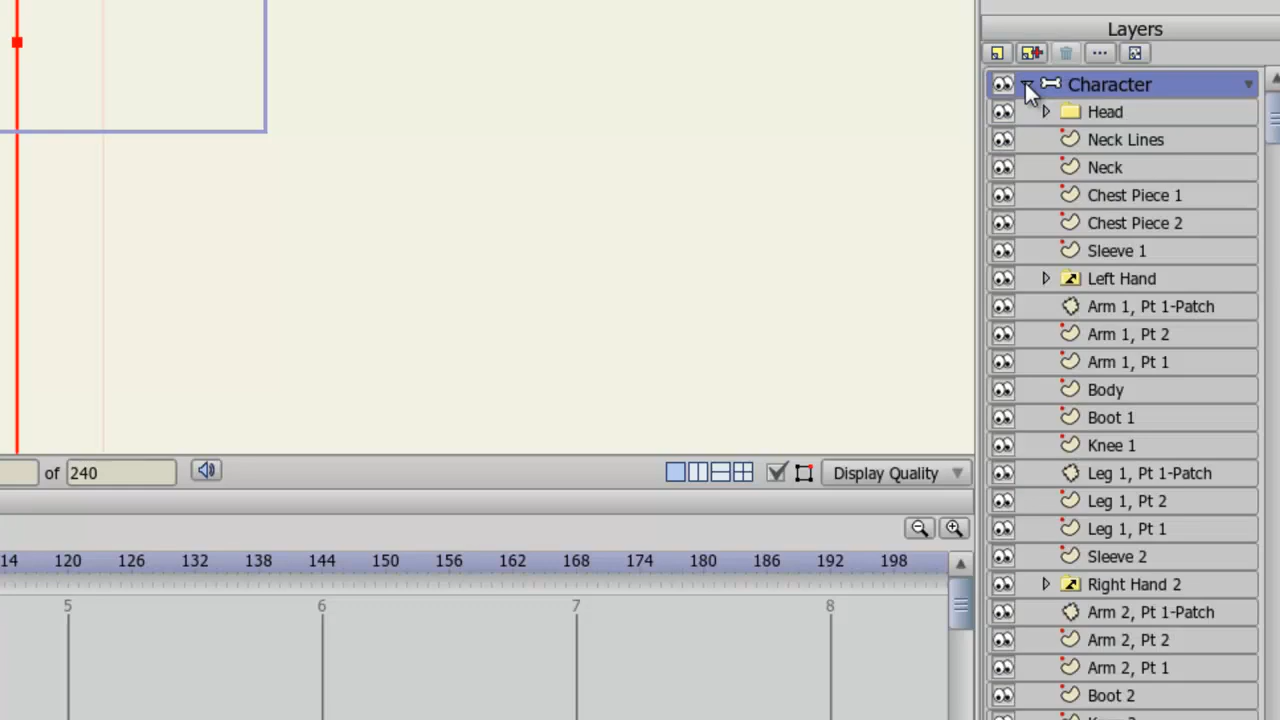 Layers
Character
Head
Neck Lines
Neck
Chest Piece 1
Chest Piece 2
Sleeve 1
Left Hand
Arm 1, Pt 1-Patch
Arm 1, Pt 2
Arm 1, Pt 1
Body
Boot 1
Knee 1
Leg 1, Pt 1-Patch
Leg 1, Pt 2
Leg 1, Pt 1
Sleeve 2
Right Hand 2
Arm 2, Pt 1-Patch
Arm 2, Pt 2
Arm 2, Pt 1
Boot 2
of 240
Display Quality
14 120 126 132 138 144 150 156 162 168 174 180 186 192 198
5 6 7 8